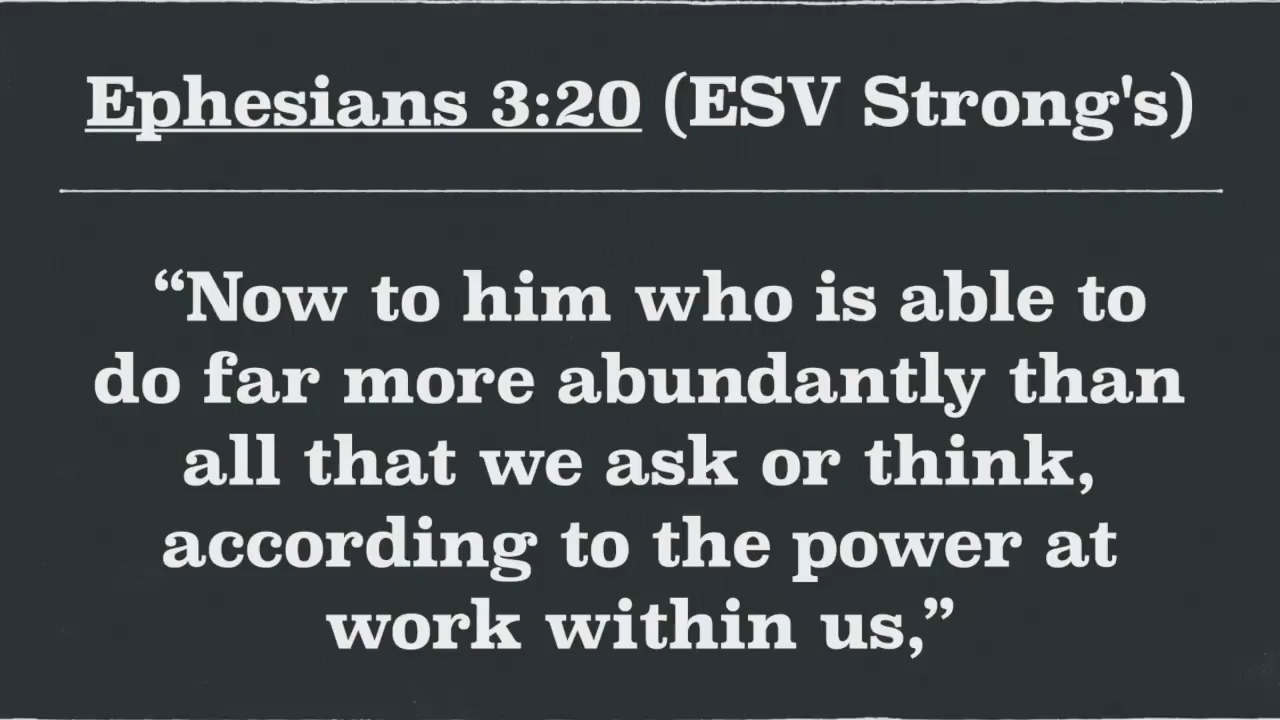 Ephesians 3:20 (ESV Strong's)
“Now to him who is able to
do far more abundantly than
all that we ask or think,
according to the power at
work within us,”